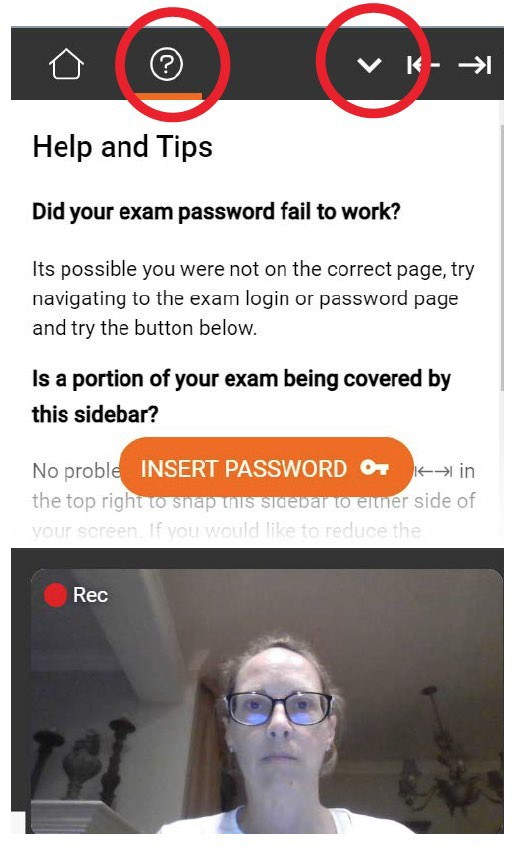 Help and Tips
Did your exam password fail to work?
Its possible you were not on the correct page, try
navigating to the exam login or password page
and try the button below.
Is a portion of your exam being covered by
this sidebar?
No proble INSERT PASSWORD in
the top right to snap this sidebar to either side of
your screen. If you would like to reduce the
Rec